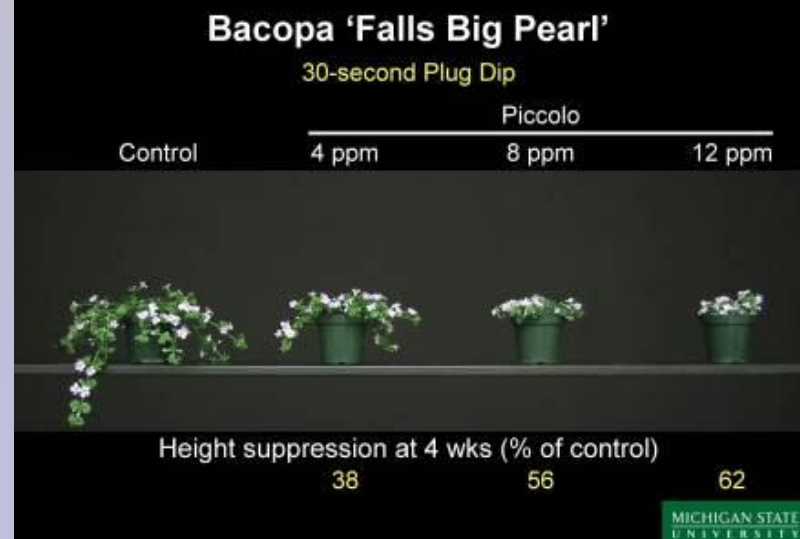 Bacopa ‘Falls Big Pearl’
30-second Plug Dip
Piccolo
Control 4 ppm 8 ppm 12 ppm
Height suppression at 4 wks (% of control)
38 56 62
MICHIGAN STATE
UNIVERSITY